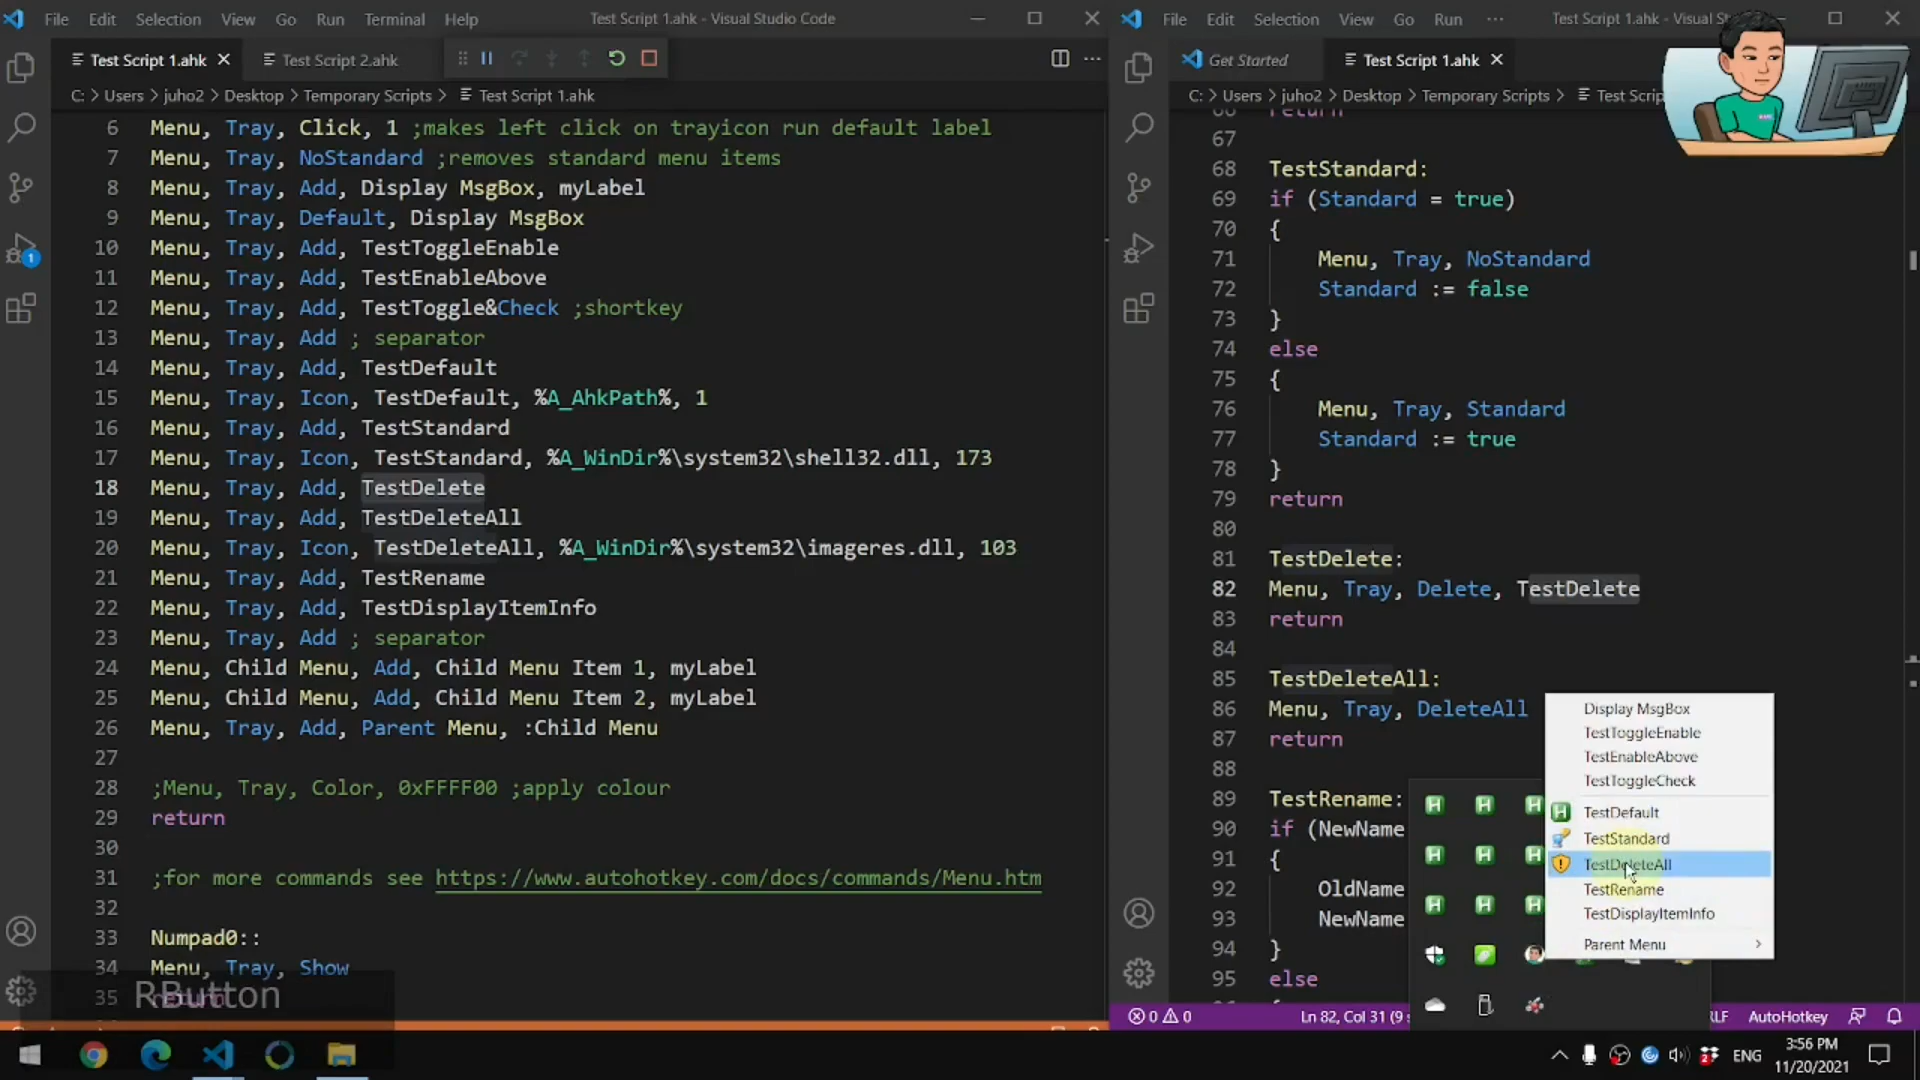 File Edit Selection View Go Run Terminal Help Test Script 1.ahk - Visual Studio Code
Test Script 1.ahk Test Script 2.ahk
C: > Users > juho2 > Desktop > Temporary Scripts > Test Script 1.ahk
6 Menu, Tray, Click, 1 ;makes left click on trayicon run default label
7 Menu, Tray, NoStandard ;removes standard menu items
8 Menu, Tray, Add, Display MsgBox, myLabel
9 Menu, Tray, Default, Display MsgBox
10 Menu, Tray, Add, TestToggleEnable
11 Menu, Tray, Add, TestEnableAbove
12 Menu, Tray, Add, TestToggle&Check ;shortkey
13 Menu, Tray, Add ; separator
14 Menu, Tray, Add, TestDefault
15 Menu, Tray, Icon, TestDefault, %A_AhkPath%, 1
16 Menu, Tray, Add, TestStandard
17 Menu, Tray, Icon, TestStandard, %A_WinDir%\system32\shell32.dll, 173
18 Menu, Tray, Add, TestDelete
19 Menu, Tray, Add, TestDeleteAll
20 Menu, Tray, Icon, TestDeleteAll, %A_WinDir%\system32\imageres.dll, 103
21 Menu, Tray, Add, TestRename
22 Menu, Tray, Add, TestDisplayItemInfo
23 Menu, Tray, Add ; separator
24 Menu, Child Menu, Add, Child Menu Item 1, myLabel
25 Menu, Child Menu, Add, Child Menu Item 2, myLabel
26 Menu, Tray, Add, Parent Menu, :Child Menu
27
28 ;Menu, Tray, Color, 0xFFFF00 ;apply colour
29 return
30
31 ;for more commands see https://www.autohotkey.com/docs/commands/Menu.htm
32
33 Numpad0::
34 Menu, Tray, Show
35 return
RButton
1
File Edit Selection View Go Run ··· Test Script 1.ahk - Visual St
Get Started Test Script 1.ahk
C: > Users > juho2 > Desktop > Temporary Scripts > Test Scrip
66 return
67
68 TestStandard:
69 if (Standard = true)
70 {
71 Menu, Tray, NoStandard
72 Standard := false
73 }
74 else
75 {
76 Menu, Tray, Standard
77 Standard := true
78 }
79 return
80
81 TestDelete:
82 Menu, Tray, Delete, TestDelete
83 return
84
85 TestDeleteAll:
86 Menu, Tray, DeleteAll
87 return
88
89 TestRename:
90 if (NewName
91 {
92 OldName
93 NewName
94 }
95 else
Display MsgBox
TestToggleEnable
TestEnableAbove
TestToggleCheck
TestDefault
TestStandard
TestDeleteAll
TestRename
TestDisplayItemInfo
Parent Menu
0 0 Ln 82, Col 31 (9 s RLF AutoHotkey
ENG 3:56 PM
11/20/2021